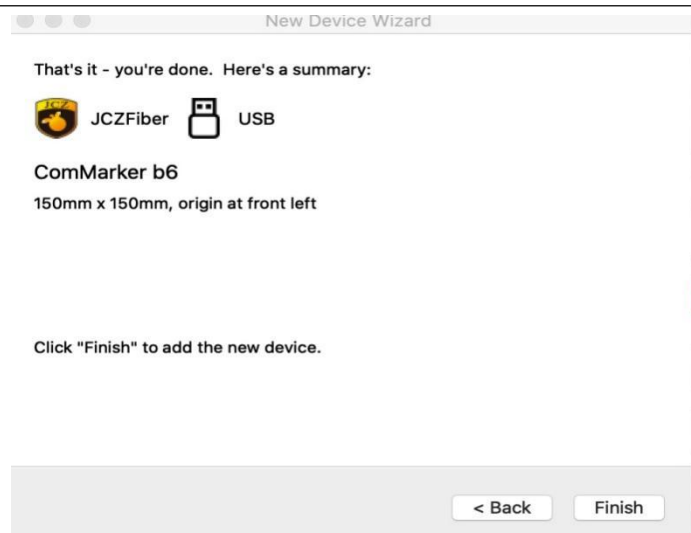 New Device Wizard
That's it - you're done. Here's a summary:
JCZ JCZFiber USB
ComMarker b6
150mm x 150mm, origin at front left
Click "Finish" to add the new device.
< Back Finish